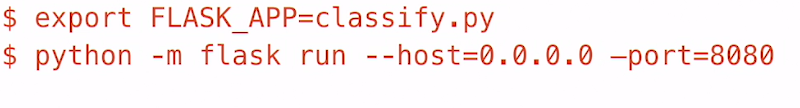 $ export FLASK_APP=classify.py
$ python -m flask run --host=0.0.0.0 –port=8080